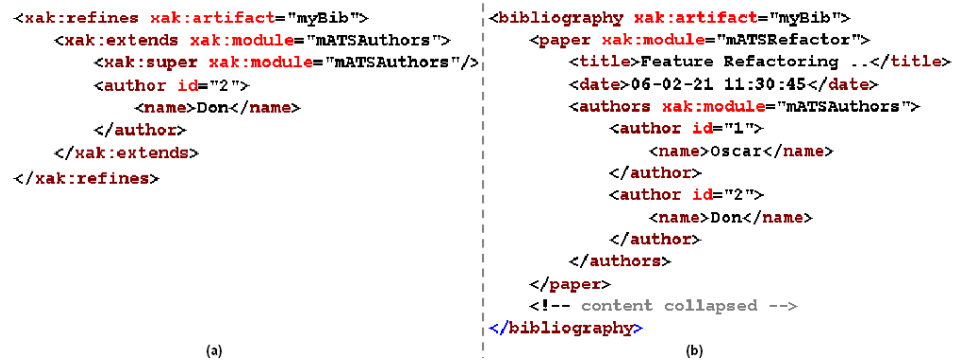 <xak:refines xak:artifact="myBib">
<xak:extends xak:module="mATSAuthors">
<xak:super xak:module="mATSAuthors"/>
<author id="2">
<name>Don</name>
</author>
</xak:extends>
</xak:refines>
(a)
<bibliography xak:artifact="myBib">
<paper xak:module="mATSRefactor">
<title>Feature Refactoring ..</title>
<date>06-02-21 11:30:45</date>
<authors xak:module="mATSAuthors">
<author id="1">
<name>Oscar</name>
</author>
<author id="2">
<name>Don</name>
</author>
</authors>
</paper>
<!-- content collapsed -->
</bibliography>
(b)